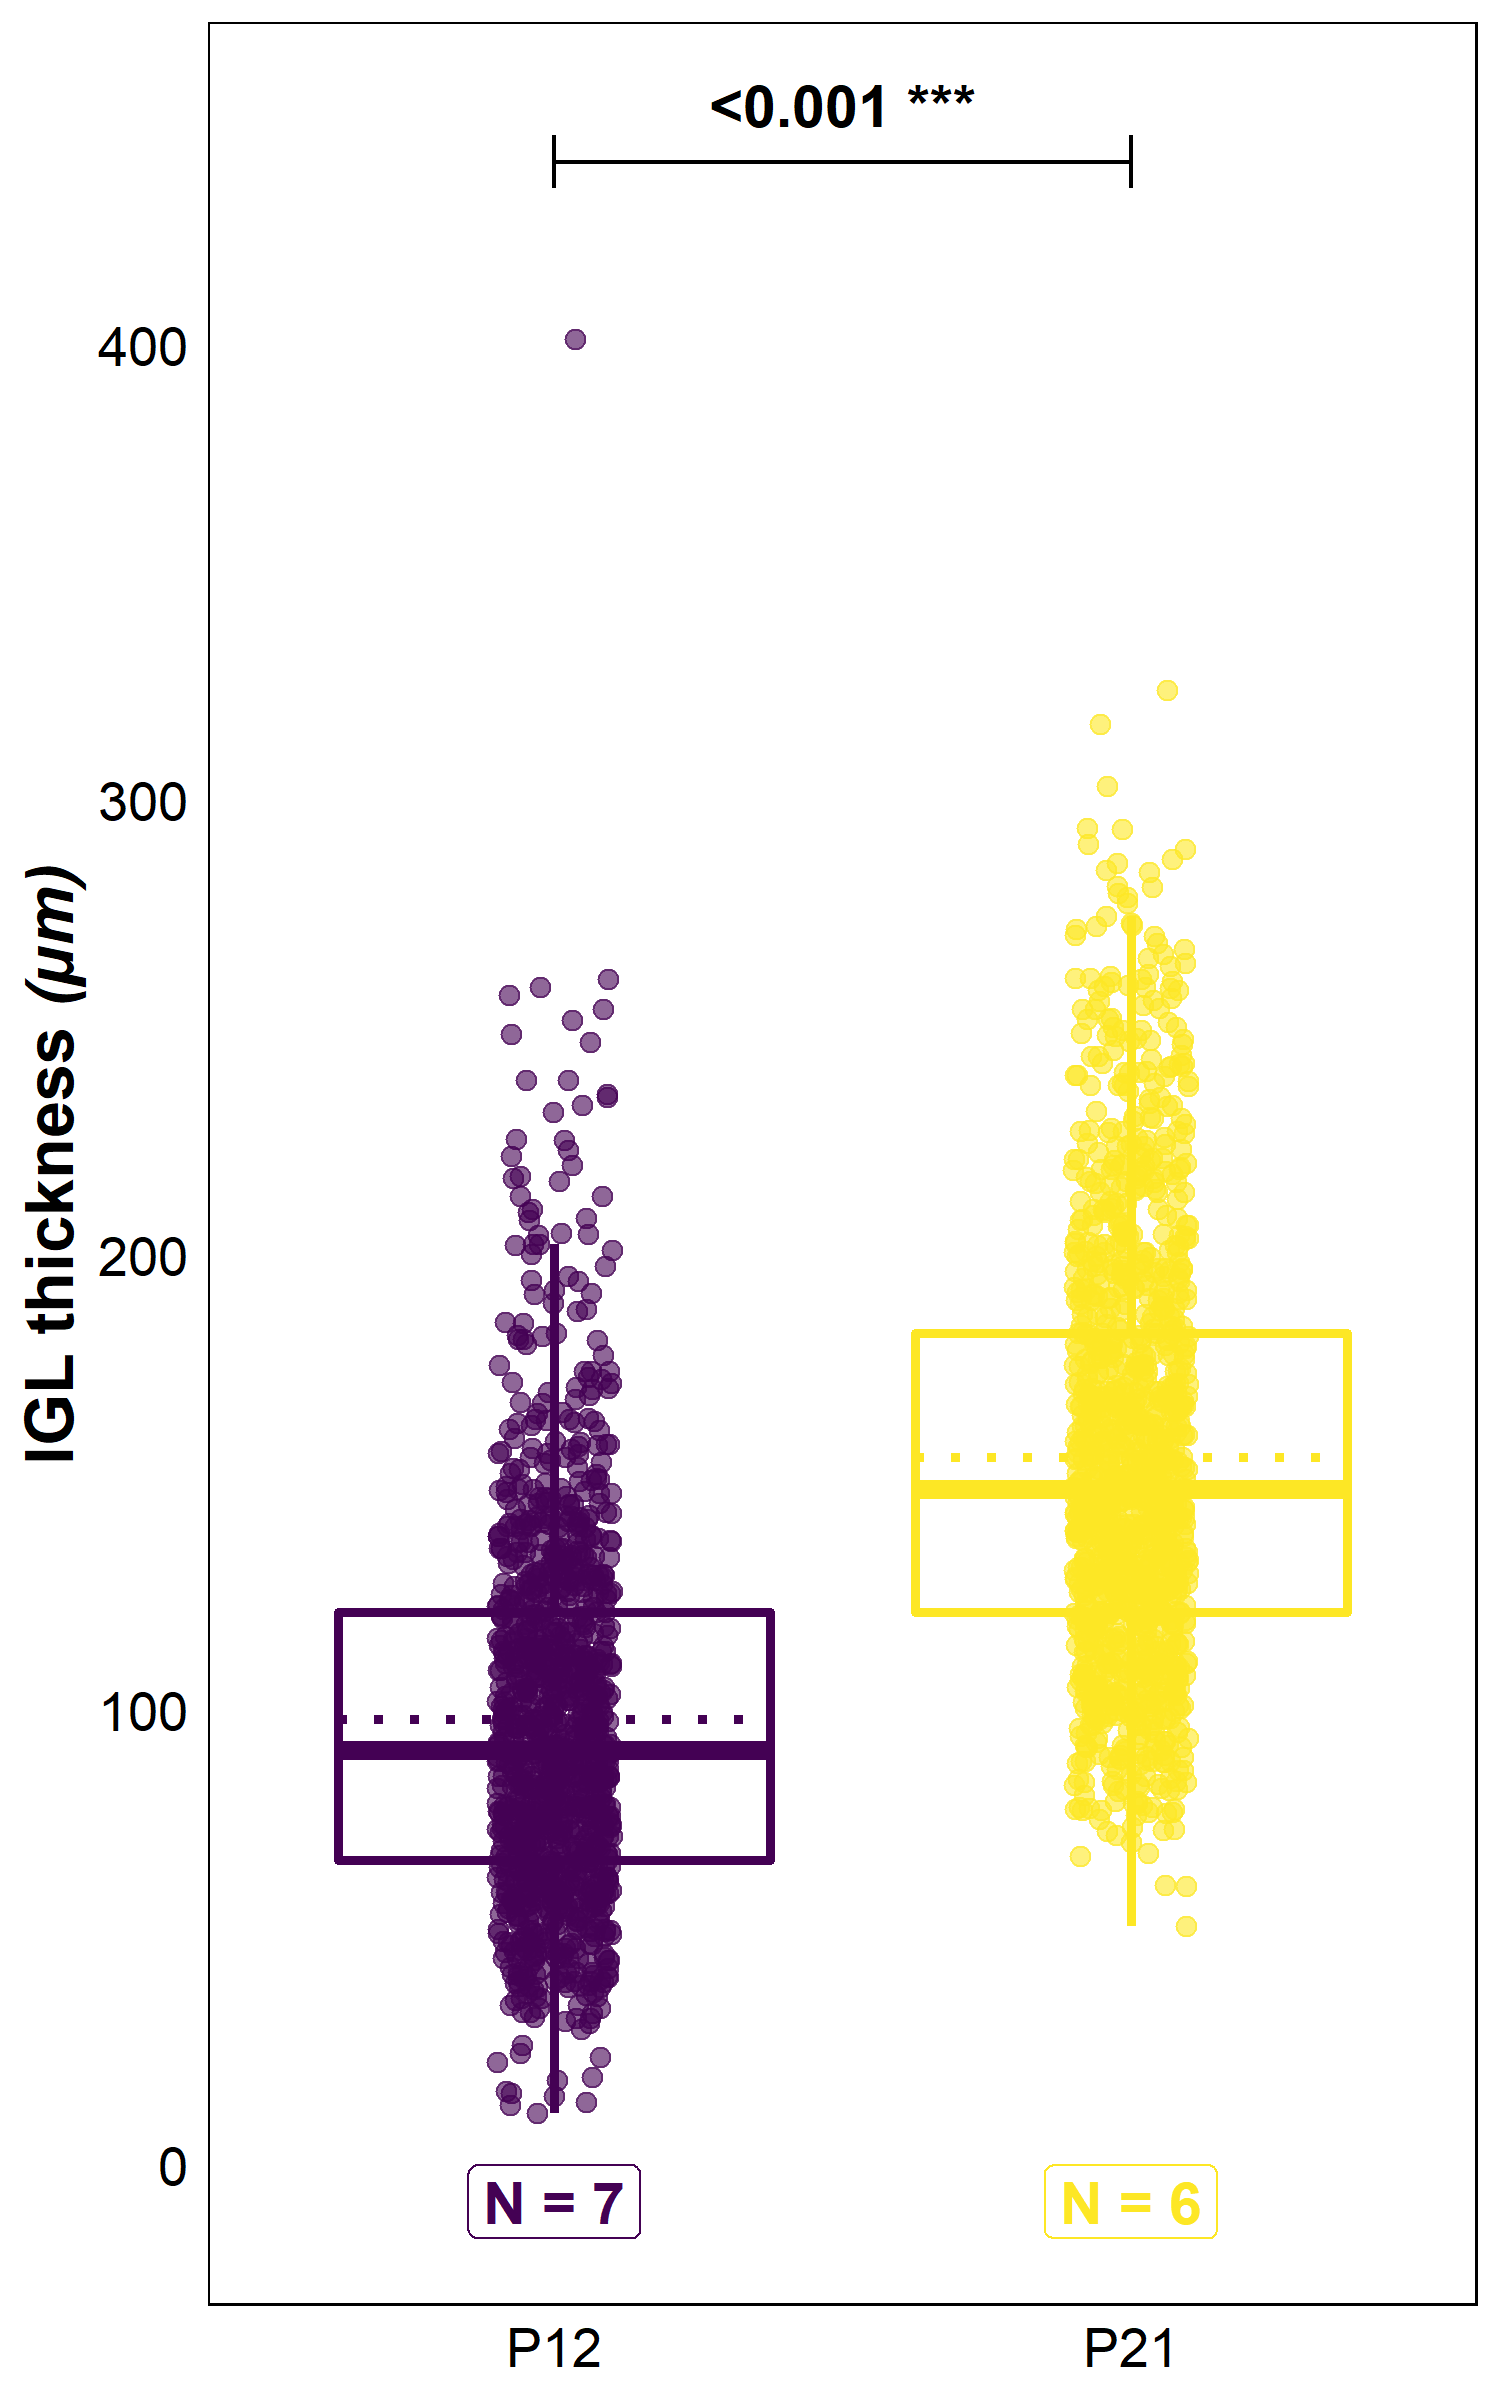 <0.001 ***
400
300
200
100
0
IGL thickness (µm)
N = 7
N = 6
P12
P21